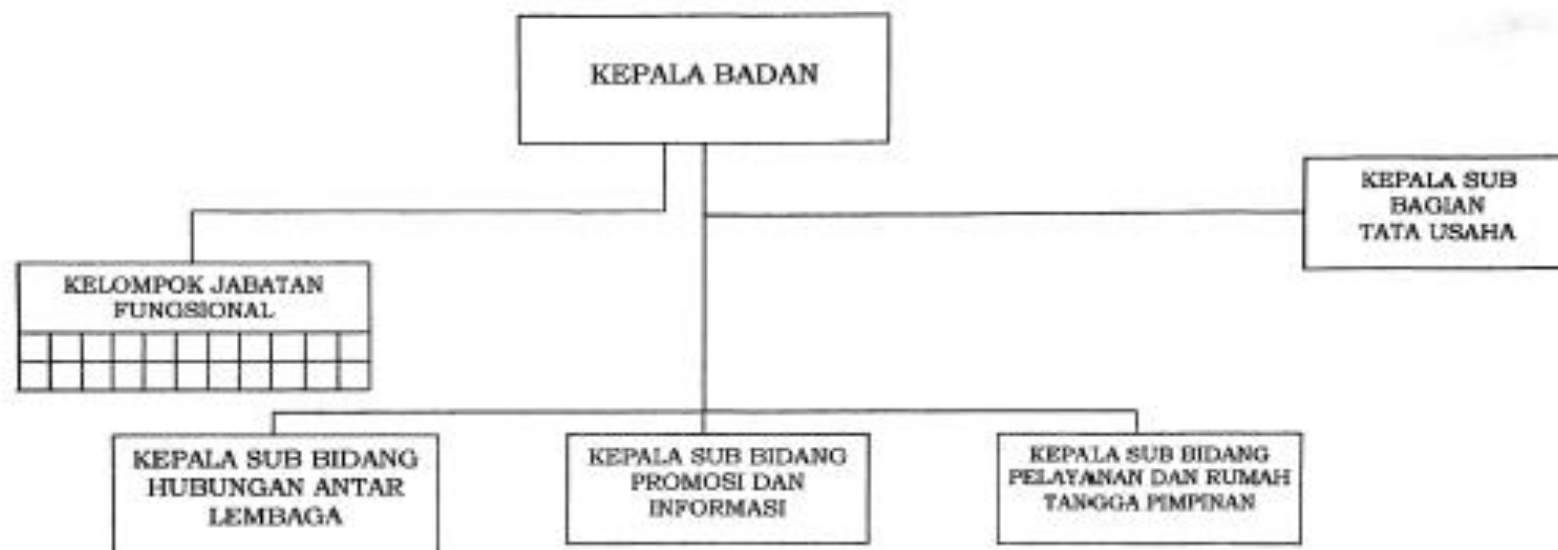 KEPALA BADAN
KEPALA SUB
BAGIAN
TATA USAHA
KELOMPOK JABATAN
FUNGSIONAL
KEPALA SUB BIDANG
HUBUNGAN ANTAR
LEMBAGA
KEPALA SUB BIDANG
PROMOSI DAN
INFORMASI
KEPALA SUB BIDANG
PELAYANAN DAN RUMAH
TANGGA PIMPINAN